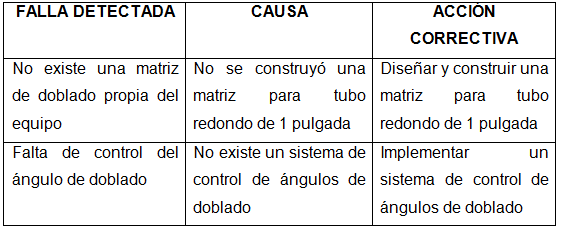 FALLA DETECTADA
CAUSA
ACCIÓN
CORRECTIVA
No existe una matriz
de doblado propia del
equipo
No se construyó una
matriz para tubo
redondo de 1 pulgada
Diseñar y construir una
matriz para tubo
redondo de 1 pulgada
Falta de control del
ángulo de doblado
No existe un sistema de
control de ángulos de
doblado
Implementar un
sistema de control de
ángulos de doblado